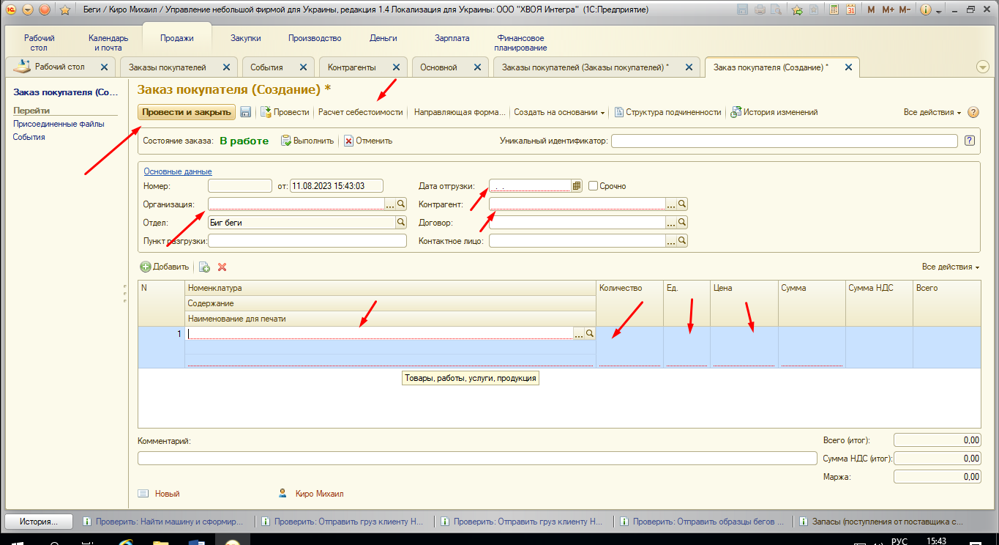 Беги / Киро Михаил / Управление небольшой фирмой для Украины, редакция 1.4 Локализация для Украины: ООО "ХВОЯ Интегра" (1С:Предприятие)
M M+ M-
Рабочий стол
Календарь и почта
Продажи
Закупки
Производство
Деньги
Зарплата
Финансовое планирование
Рабочий стол
Заказы покупателей
События
Контрагенты
Основной
Заказы покупателей (Заказы покупателей) *
Заказ покупателя (Создание) *
Заказ покупателя (Со...
Перейти
Присоединенные файлы
События
Заказ покупателя (Создание) *
Провести и закрыть
Провести
Расчет себестоимости
Направляющая форма...
Создать на основании
Структура подчиненности
История изменений
Все действия
Состояние заказа: В работе
Выполнить
Отменить
Уникальный идентификатор:
Основные данные
Номер:
от: 11.08.2023 15:43:03
Дата отгрузки: . .
Срочно
Организация:
Контрагент:
Отдел: Биг беги
Договор:
Пункт разгрузки:
Контактное лицо:
Добавить
Все действия
N
Номенклатура
Содержание
Наименование для печати
Количество
Ед.
Цена
Сумма
Сумма НДС
Всего
1
Товары, работы, услуги, продукция
Комментарий:
Всего (итог): 0,00
Сумма НДС (итог): 0,00
Маржа: 0,00
Новый
Киро Михаил
История...
Проверить: Найти машину и сформир...
Проверить: Отправить груз клиенту Н...
Проверить: Отправить груз клиенту Н...
Проверить: Отправить образцы бегов ...
Запасы (поступления от поставщика с...
РУС
15:43